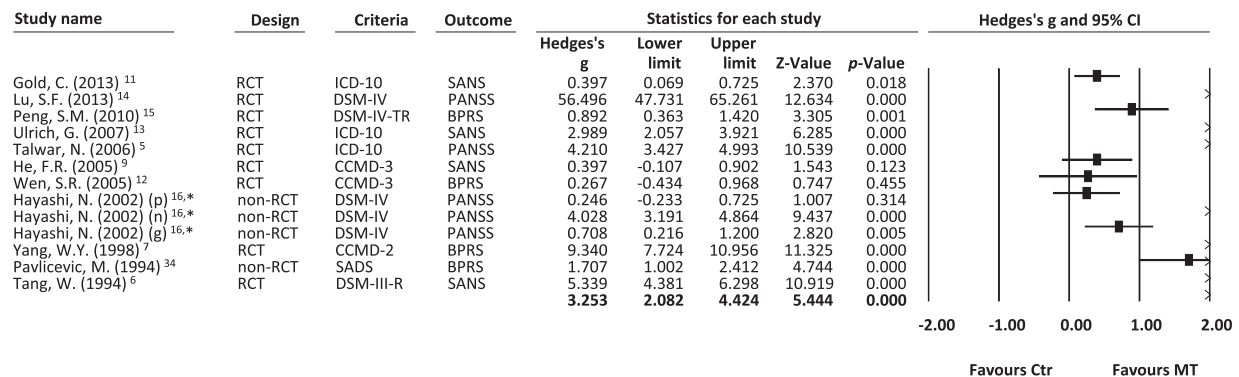 Study name Design Criteria Outcome Statistics for each study Hedges's g and 95% CI
Hedges's Lower Upper
g limit limit Z-Value p-Value
Gold, C. (2013) 11 RCT ICD-10 SANS 0.397 0.069 0.725 2.370 0.018
Lu, S.F. (2013) 14 RCT DSM-IV PANSS 56.496 47.731 65.261 12.634 0.000
Peng, S.M. (2010) 15 RCT DSM-IV-TR BPRS 0.892 0.363 1.420 3.305 0.001
Ulrich, G. (2007) 13 RCT ICD-10 SANS 2.989 2.057 3.921 6.285 0.000
Talwar, N. (2006) 5 RCT ICD-10 PANSS 4.210 3.427 4.993 10.539 0.000
He, F.R. (2005) 9 RCT CCMD-3 SANS 0.397 -0.107 0.902 1.543 0.123
Wen, S.R. (2005) 12 RCT CCMD-3 BPRS 0.267 -0.434 0.968 0.747 0.455
Hayashi, N. (2002) (p) 16,* non-RCT DSM-IV PANSS 0.246 -0.233 0.725 1.007 0.314
Hayashi, N. (2002) (n) 16,* non-RCT DSM-IV PANSS 4.028 3.191 4.864 9.437 0.000
Hayashi, N. (2002) (g) 16,* non-RCT DSM-IV PANSS 0.708 0.216 1.200 2.820 0.005
Yang, W.Y. (1998) 7 RCT CCMD-2 BPRS 9.340 7.724 10.956 11.325 0.000
Pavlicevic, M. (1994) 34 non-RCT SADS BPRS 1.707 1.002 2.412 4.744 0.000
Tang, W. (1994) 6 RCT DSM-III-R SANS 5.339 4.381 6.298 10.919 0.000
3.253 2.082 4.424 5.444 0.000
-2.00 -1.00 0.00 1.00 2.00
Favours Ctr Favours MT